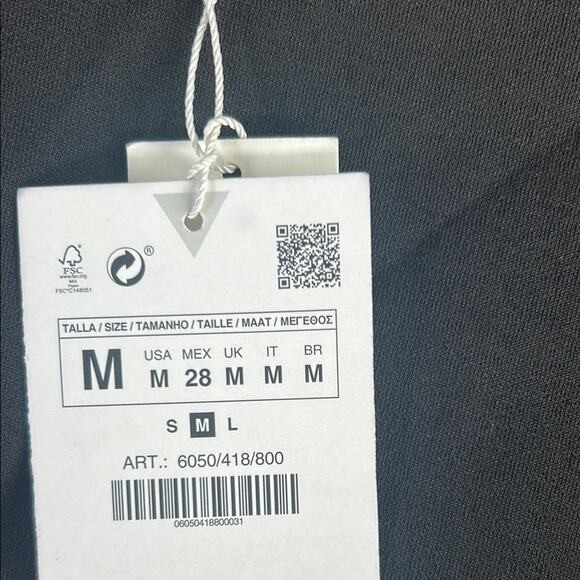 ®
FSC
www.fsc.org
MIX
Paper
FSC®C148051
TALLA / SIZE / TAMANHO / TAILLE / MAAT / ΜΕΓΕΘΟΣ
M
USA MEX UK IT BR
M 28 M M M
S M L
ART.: 6050/418/800
06050418800031